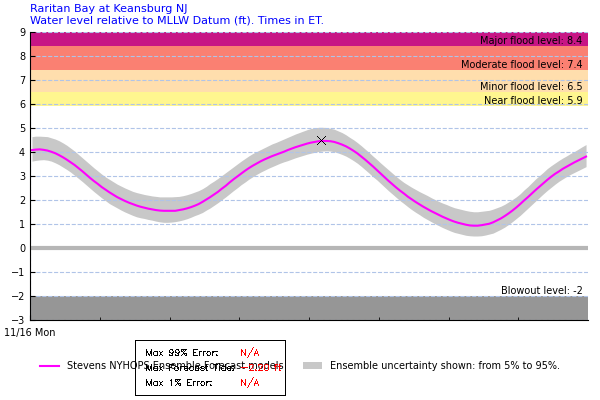 Raritan Bay at Keansburg NJ
Water level relative to MLLW Datum (ft). Times in ET.
9
Major flood level: 8.4
8
Moderate flood level: 7.4
7
Minor flood level: 6.5
Near flood level: 5.9
6
5
4
3
2
1
0
−1
−2
Blowout level: -2
−3
11/16 Mon
Max 99% Error: N/A
Stevens NYHOPS Ensemble Forecast models
Max Forecast Tide:
Ensemble uncertainty shown: from 5% to 95%.
Max 1% Error: N/A